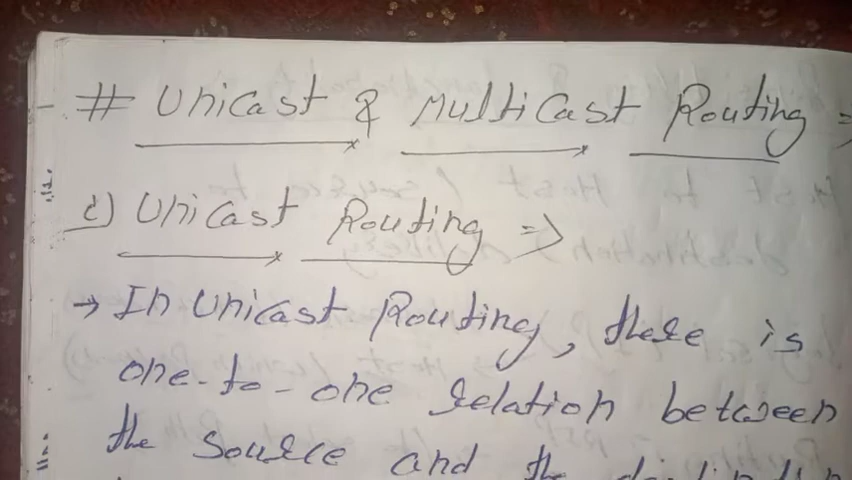 # Unicast & Multicast Routing ⇒
i) Unicast Routing ⇒
→ In Unicast Routing, there is
one-to-one relation between
the source and the